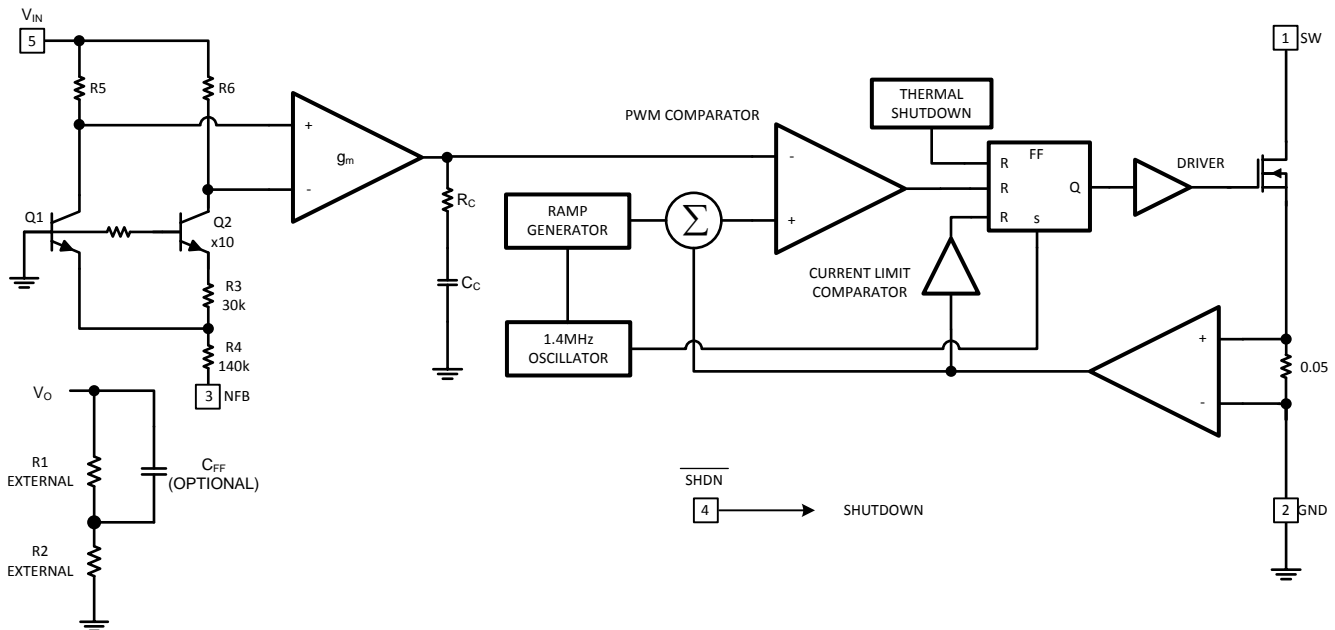 VIN
5
R5
R6
+
gm
-
Q1
Q2
x10
R3
30k
R4
140k
3 NFB
VO
R1
EXTERNAL
CFF
(OPTIONAL)
R2
EXTERNAL
RC
CC
PWM COMPARATOR
-
+
RAMP
GENERATOR
Σ
1.4MHz
OSCILLATOR
THERMAL
SHUTDOWN
FF
R
R
R
Q
s
CURRENT LIMIT
COMPARATOR
DRIVER
1 SW
+
-
0.05
2 GND
SHDN
4
SHUTDOWN